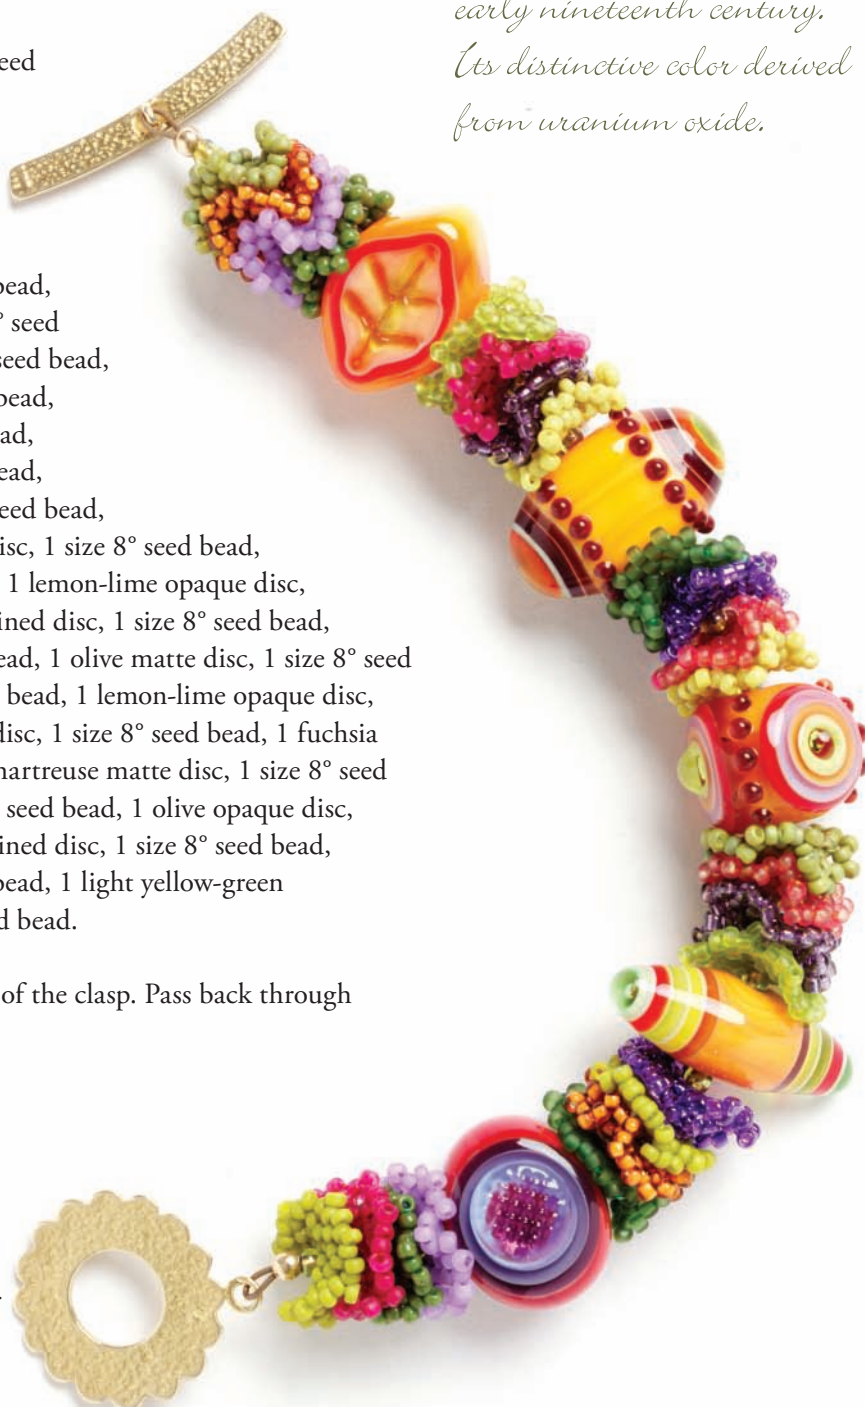 early nineteenth century.
Its distinctive color derived
from uranium oxide.
eed
bead,
° seed
seed bead,
bead,
ad,
ead,
eed bead,
isc, 1 size 8° seed bead,
1 lemon-lime opaque disc,
ined disc, 1 size 8° seed bead,
ead, 1 olive matte disc, 1 size 8° seed
bead, 1 lemon-lime opaque disc,
disc, 1 size 8° seed bead, 1 fuchsia
hartreuse matte disc, 1 size 8° seed
seed bead, 1 olive opaque disc,
ined disc, 1 size 8° seed bead,
bead, 1 light yellow-green
d bead.
of the clasp. Pass back through